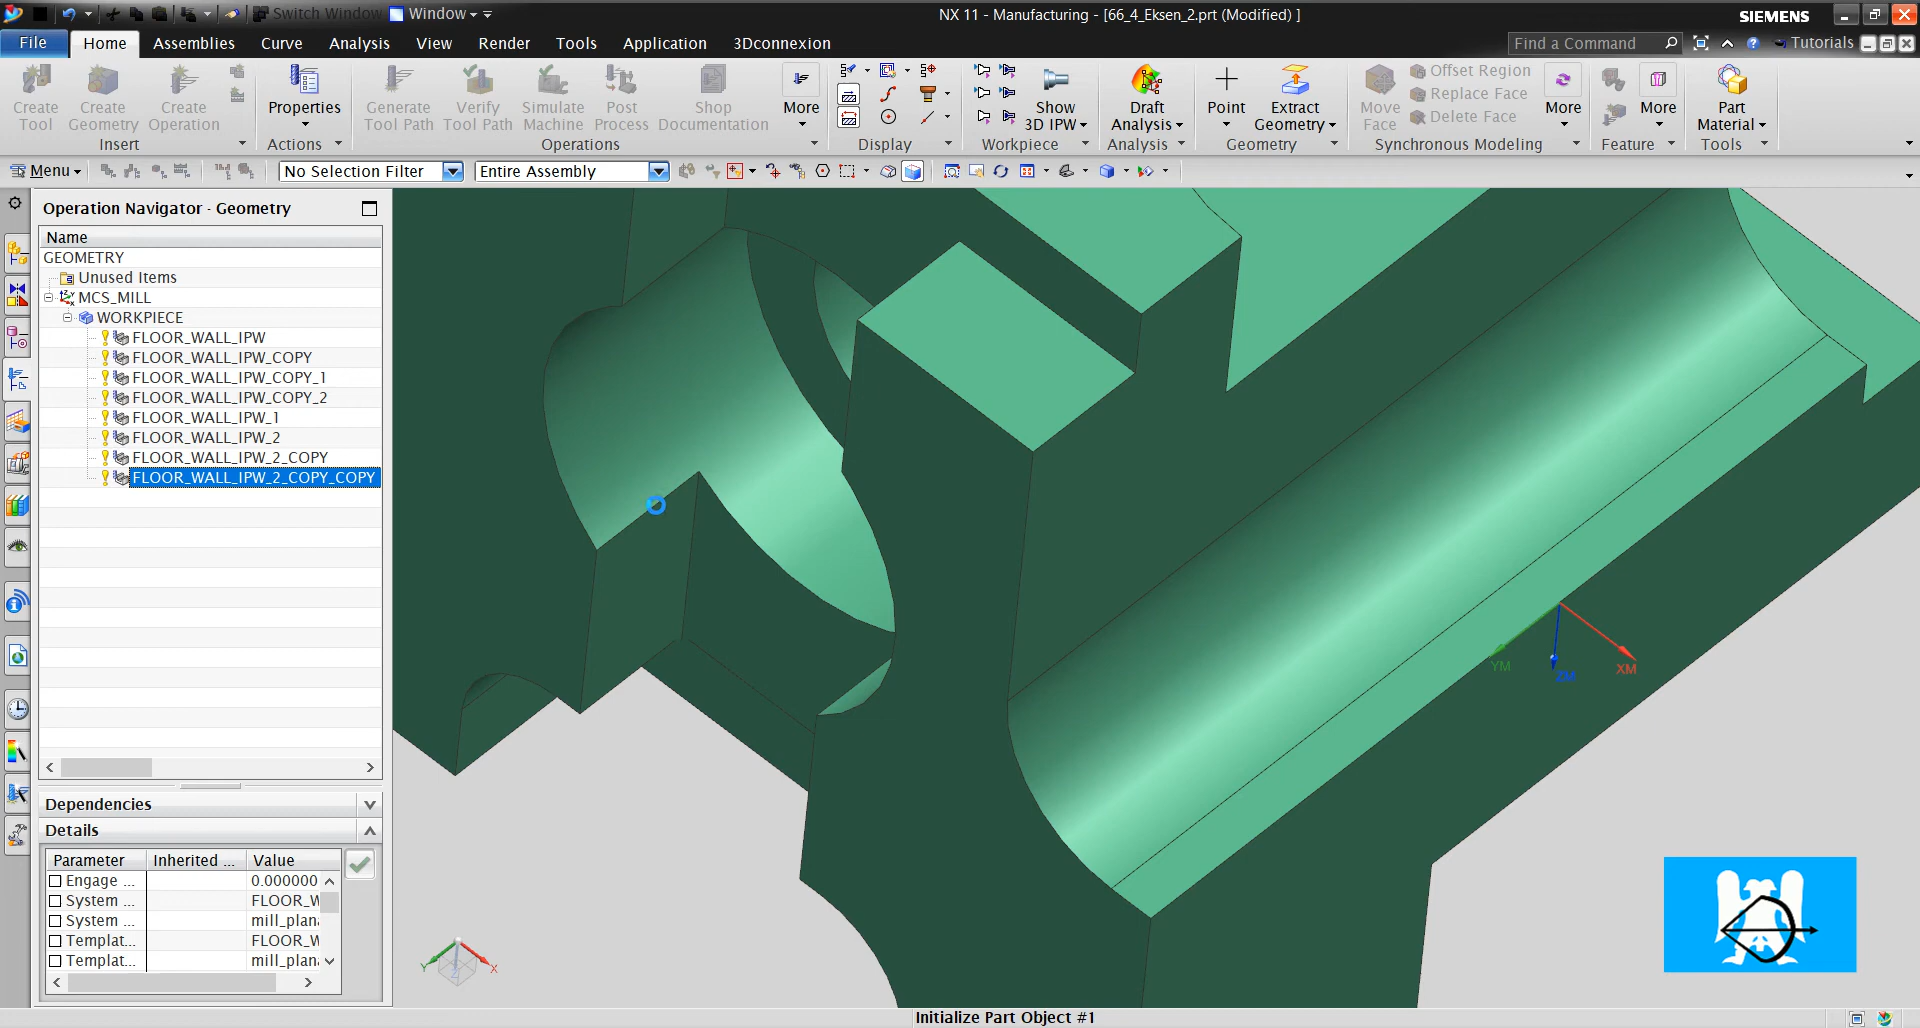 Switch Window Window NX 11 - Manufacturing - [66_4_Eksen_2.prt (Modified) ] SIEMENS
File Home Assemblies Curve Analysis View Render Tools Application 3Dconnexion Find a Command Tutorials
Create Tool
Create Geometry
Create Operation
Properties
Generate Tool Path
Verify Tool Path
Simulate Machine
Post Process
Shop Documentation
More
Show 3D IPW
Draft Analysis
Point
Extract Geometry
Move Face
Offset Region
Replace Face
Delete Face
More
More
Part Material
Insert Actions Operations Display Workpiece Analysis Geometry Synchronous Modeling Feature Tools
Menu No Selection Filter Entire Assembly
Operation Navigator - Geometry
Name
GEOMETRY
Unused Items
MCS_MILL
WORKPIECE
FLOOR_WALL_IPW
FLOOR_WALL_IPW_COPY
FLOOR_WALL_IPW_COPY_1
FLOOR_WALL_IPW_COPY_2
FLOOR_WALL_IPW_1
FLOOR_WALL_IPW_2
FLOOR_WALL_IPW_2_COPY
FLOOR_WALL_IPW_2_COPY_COPY
YM ZM XM
Dependencies
Details
Parameter Inherited ... Value
Engage ... 0.000000
System ... FLOOR_W
System ... mill_plan
Templat... FLOOR_W
Templat... mill_plan
Y Z X
Initialize Part Object #1